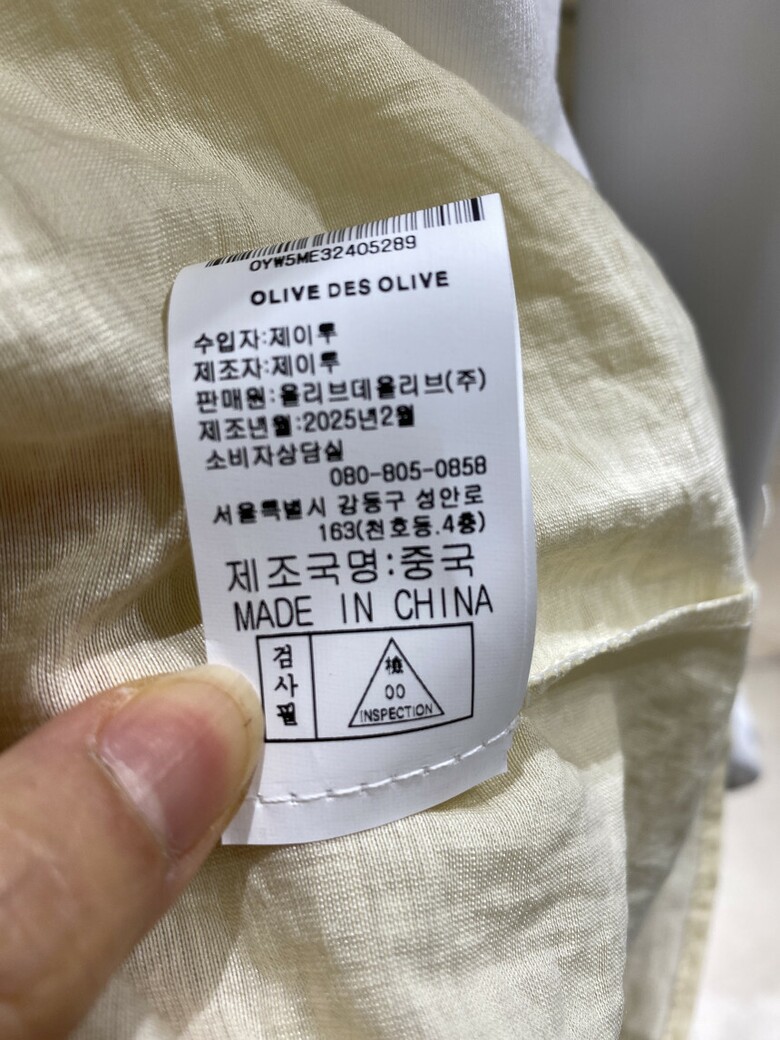 OYW5ME32405289
OLIVE DES OLIVE
수입자:제이투
제조자:제이투
판매원:올리브데올리브(주)
제조년월:2025년2월
소비자상담실
080-805-0858
서울특별시 강동구 성안로
163(천호동.4층)
제조국명:중국
MADE IN CHINA
검사필
檢
00
INSPECTION